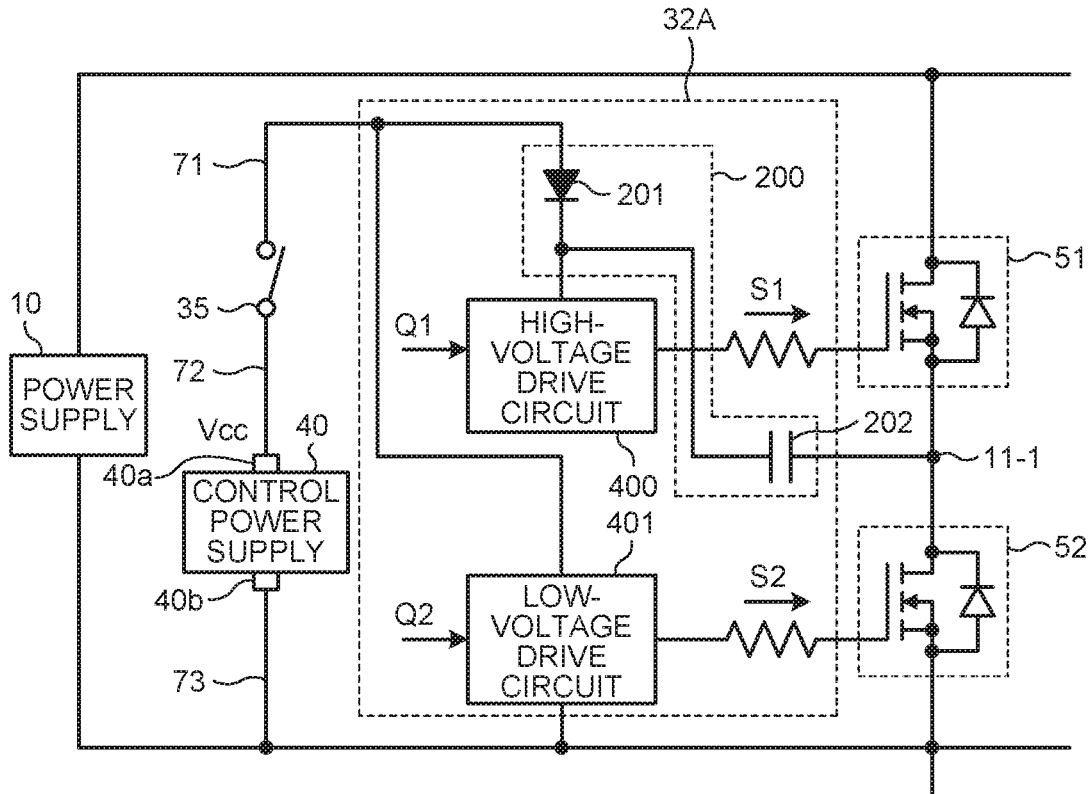 32A
71
201
200
51
10
35
Q1
HIGH-
VOLTAGE
DRIVE
CIRCUIT
S1
POWER
SUPPLY
72
202
Vcc
40
40a
400
11-1
CONTROL
POWER
SUPPLY
401
52
40b
Q2
LOW-
VOLTAGE
DRIVE
CIRCUIT
S2
73